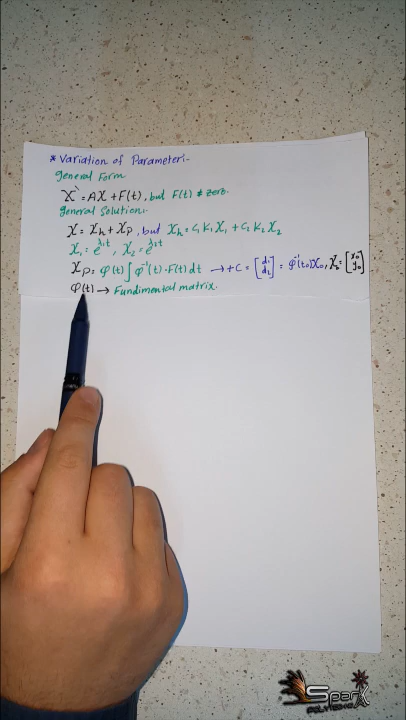 * Variation of Parameter:-
General Form
X` = AX + F(t), but F(t) ≠ zero.
General Solution:-
X = Xh + Xp, but Xh = C1 K1 X1 + C2 K2 X2
X1 = e^λ1t, X2 = e^λ2t
Xp = φ(t) ∫ φ^-1(t) · F(t) dt → +C = [d1 d2] = φ^-1(t0) X0, X0 = [x0 y0]
φ(t) → Fundimental matrix.
Spark